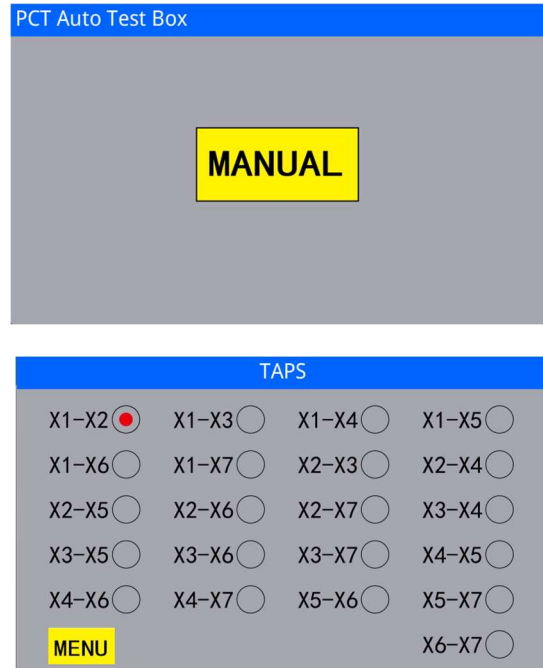 PCT Auto Test Box
MANUAL
TAPS
X1-X2 X1-X3 X1-X4 X1-X5
X1-X6 X1-X7 X2-X3 X2-X4
X2-X5 X2-X6 X2-X7 X3-X4
X3-X5 X3-X6 X3-X7 X4-X5
X4-X6 X4-X7 X5-X6 X5-X7
MENU X6-X7